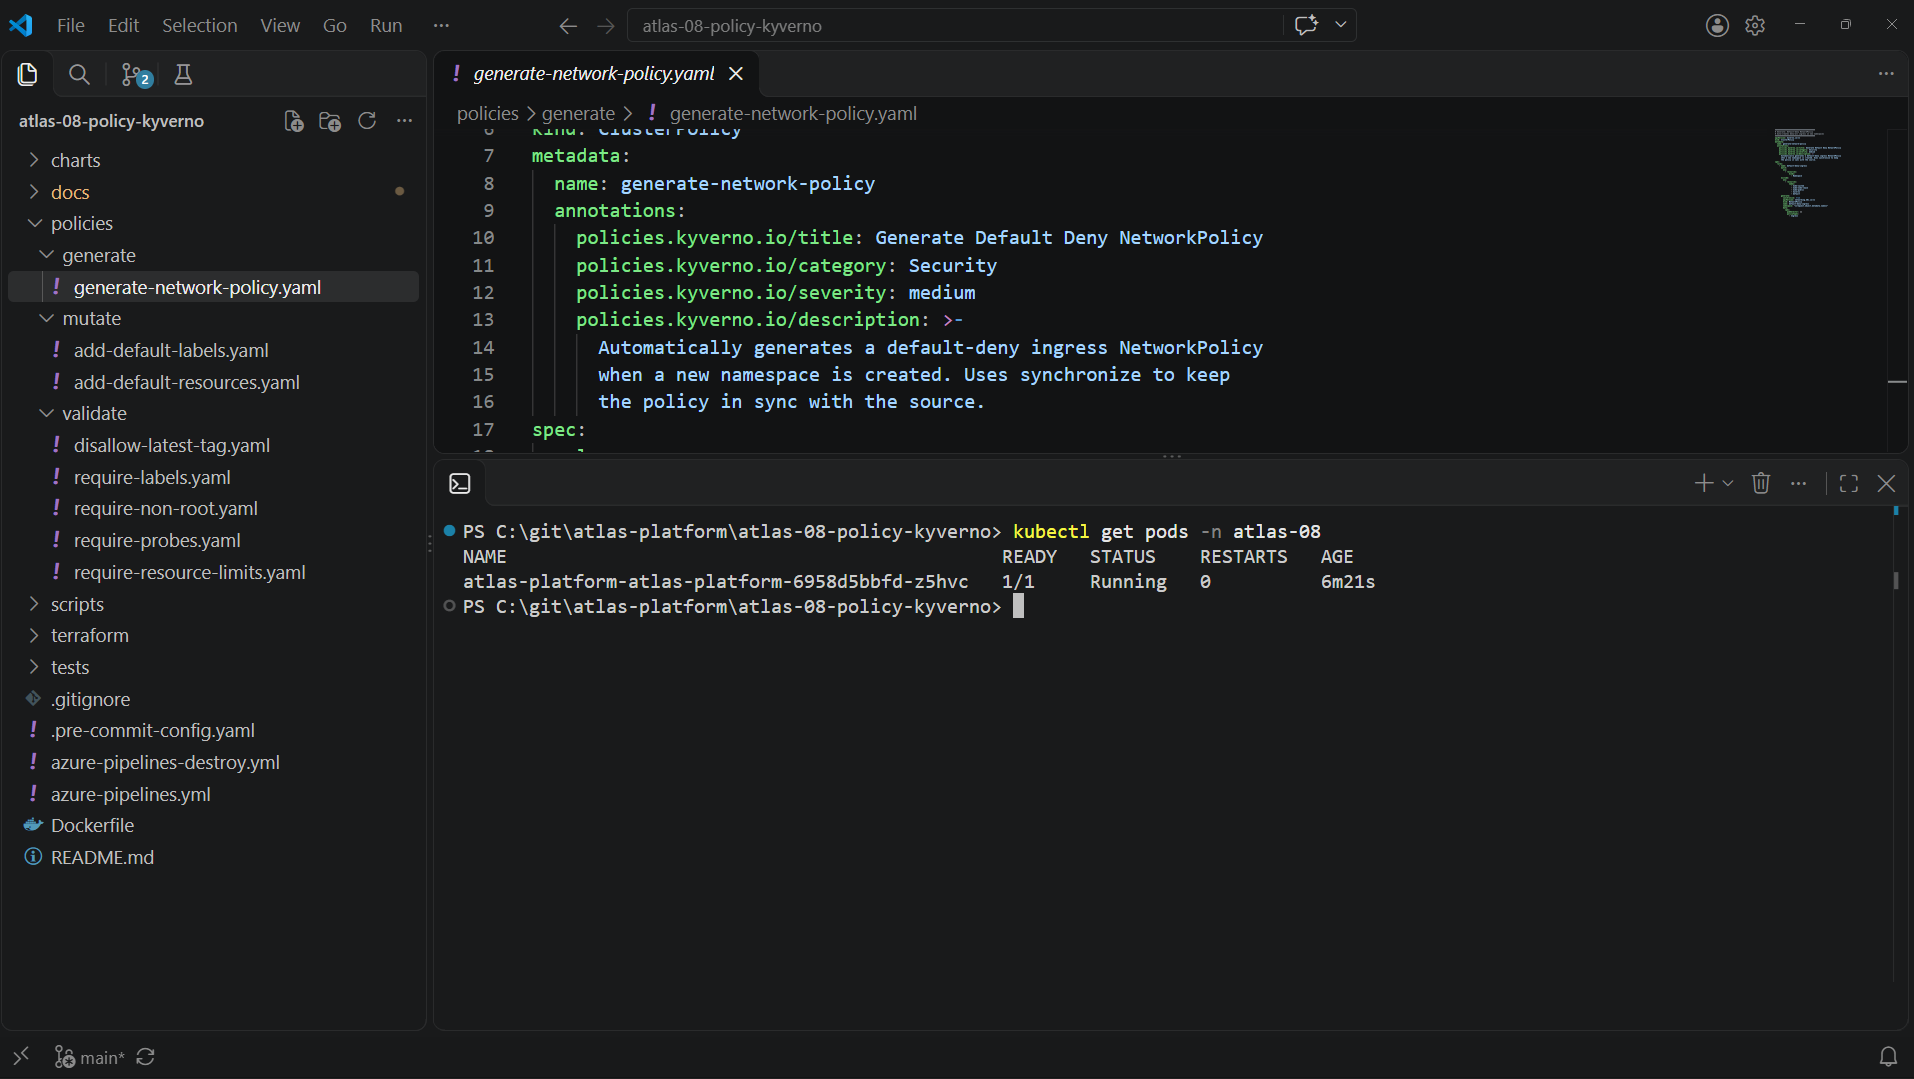 File Edit Selection View Go Run ···
atlas-08-policy-kyverno
2
atlas-08-policy-kyverno
charts
docs
policies
generate
generate-network-policy.yaml
mutate
add-default-labels.yaml
add-default-resources.yaml
validate
disallow-latest-tag.yaml
require-labels.yaml
require-non-root.yaml
require-probes.yaml
require-resource-limits.yaml
scripts
terraform
tests
.gitignore
.pre-commit-config.yaml
azure-pipelines-destroy.yml
azure-pipelines.yml
Dockerfile
README.md
! generate-network-policy.yaml
policies > generate > ! generate-network-policy.yaml
6 kind: ClusterPolicy
7 metadata:
8 name: generate-network-policy
9 annotations:
10 policies.kyverno.io/title: Generate Default Deny NetworkPolicy
11 policies.kyverno.io/category: Security
12 policies.kyverno.io/severity: medium
13 policies.kyverno.io/description: >-
14 Automatically generates a default-deny ingress NetworkPolicy
15 when a new namespace is created. Uses synchronize to keep
16 the policy in sync with the source.
17 spec:
PS C:\git\atlas-platform\atlas-08-policy-kyverno> kubectl get pods -n atlas-08
NAME READY STATUS RESTARTS AGE
atlas-platform-atlas-platform-6958d5bbfd-z5hvc 1/1 Running 0 6m21s
PS C:\git\atlas-platform\atlas-08-policy-kyverno>
main*